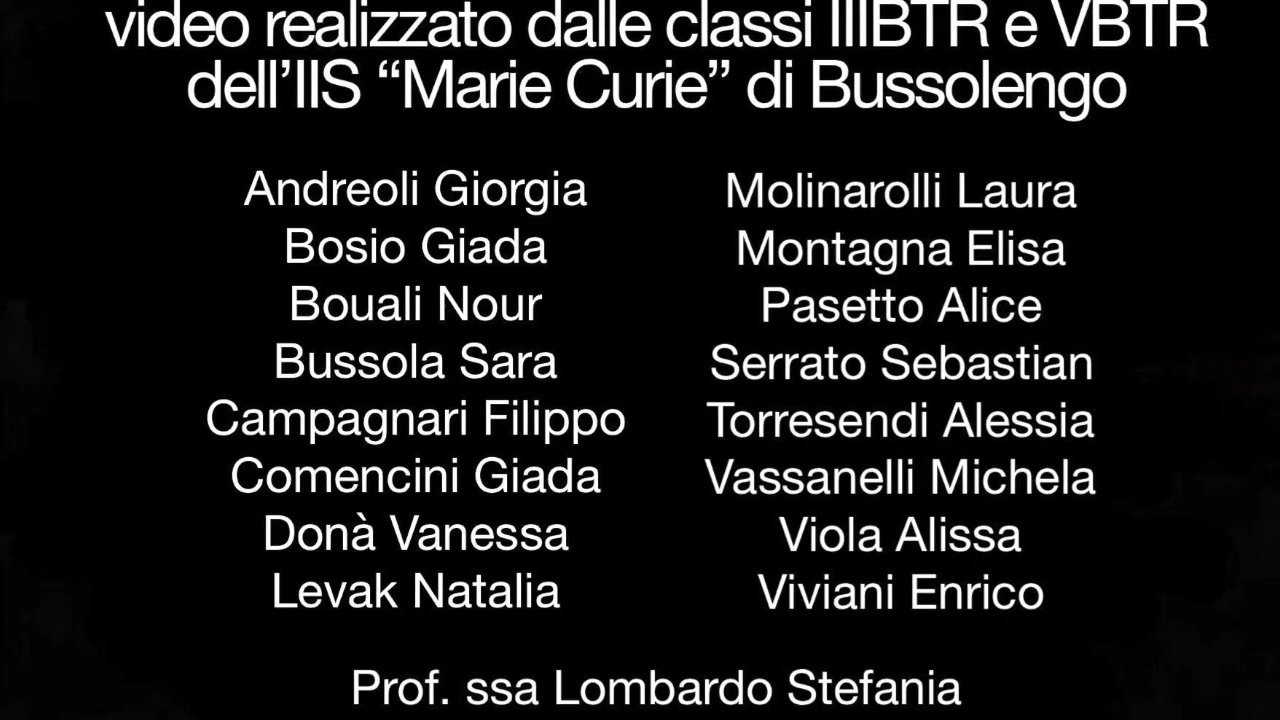 video realizzato dalle classi IIIBTR e VBTR
dell'IIS “Marie Curie” di Bussolengo
Andreoli Giorgia
Bosio Giada
Bouali Nour
Bussola Sara
Campagnari Filippo
Comencini Giada
Donà Vanessa
Levak Natalia
Molinarolli Laura
Montagna Elisa
Pasetto Alice
Serrato Sebastian
Torresendi Alessia
Vassanelli Michela
Viola Alissa
Viviani Enrico
Prof. ssa Lombardo Stefania